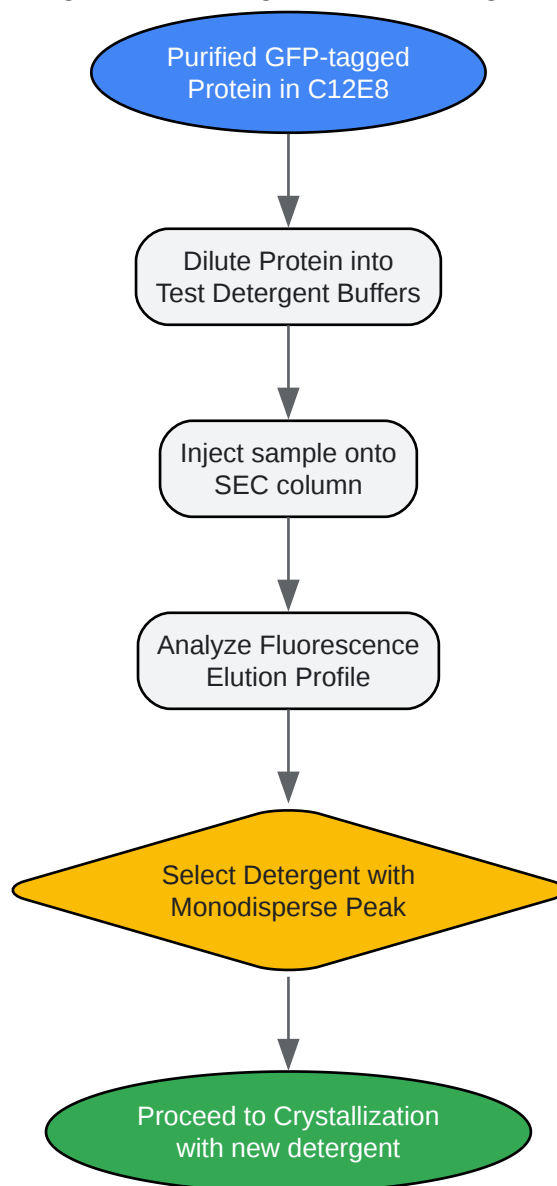 Purified GFP-tagged
Protein in C12E8
Dilute Protein into
Test Detergent Buffers
Inject sample onto
SEC column
Analyze Fluorescence
Elution Profile
Select Detergent with
Monodisperse Peak
Proceed to Crystallization
with new detergent